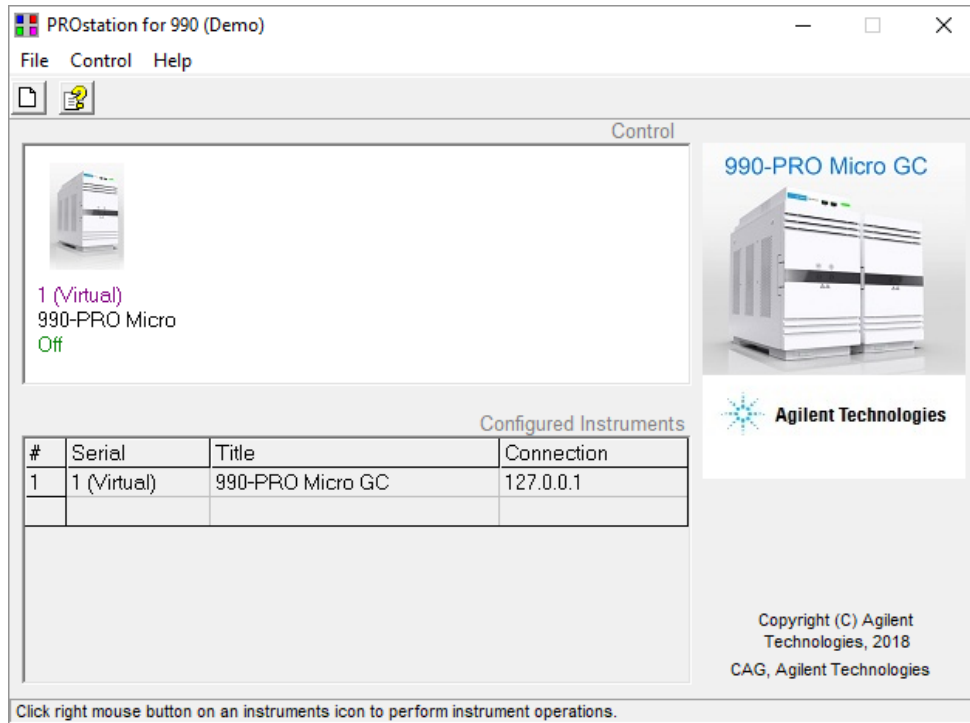 PROstation for 990 (Demo)
File Control Help
Control
1 (Virtual)
990-PRO Micro
Off
990-PRO Micro GC
Agilent Technologies
Configured Instruments
# Serial Title Connection
1 1 (Virtual) 990-PRO Micro GC 127.0.0.1
Copyright (C) Agilent
Technologies, 2018
CAG, Agilent Technologies
Click right mouse button on an instruments icon to perform instrument operations.